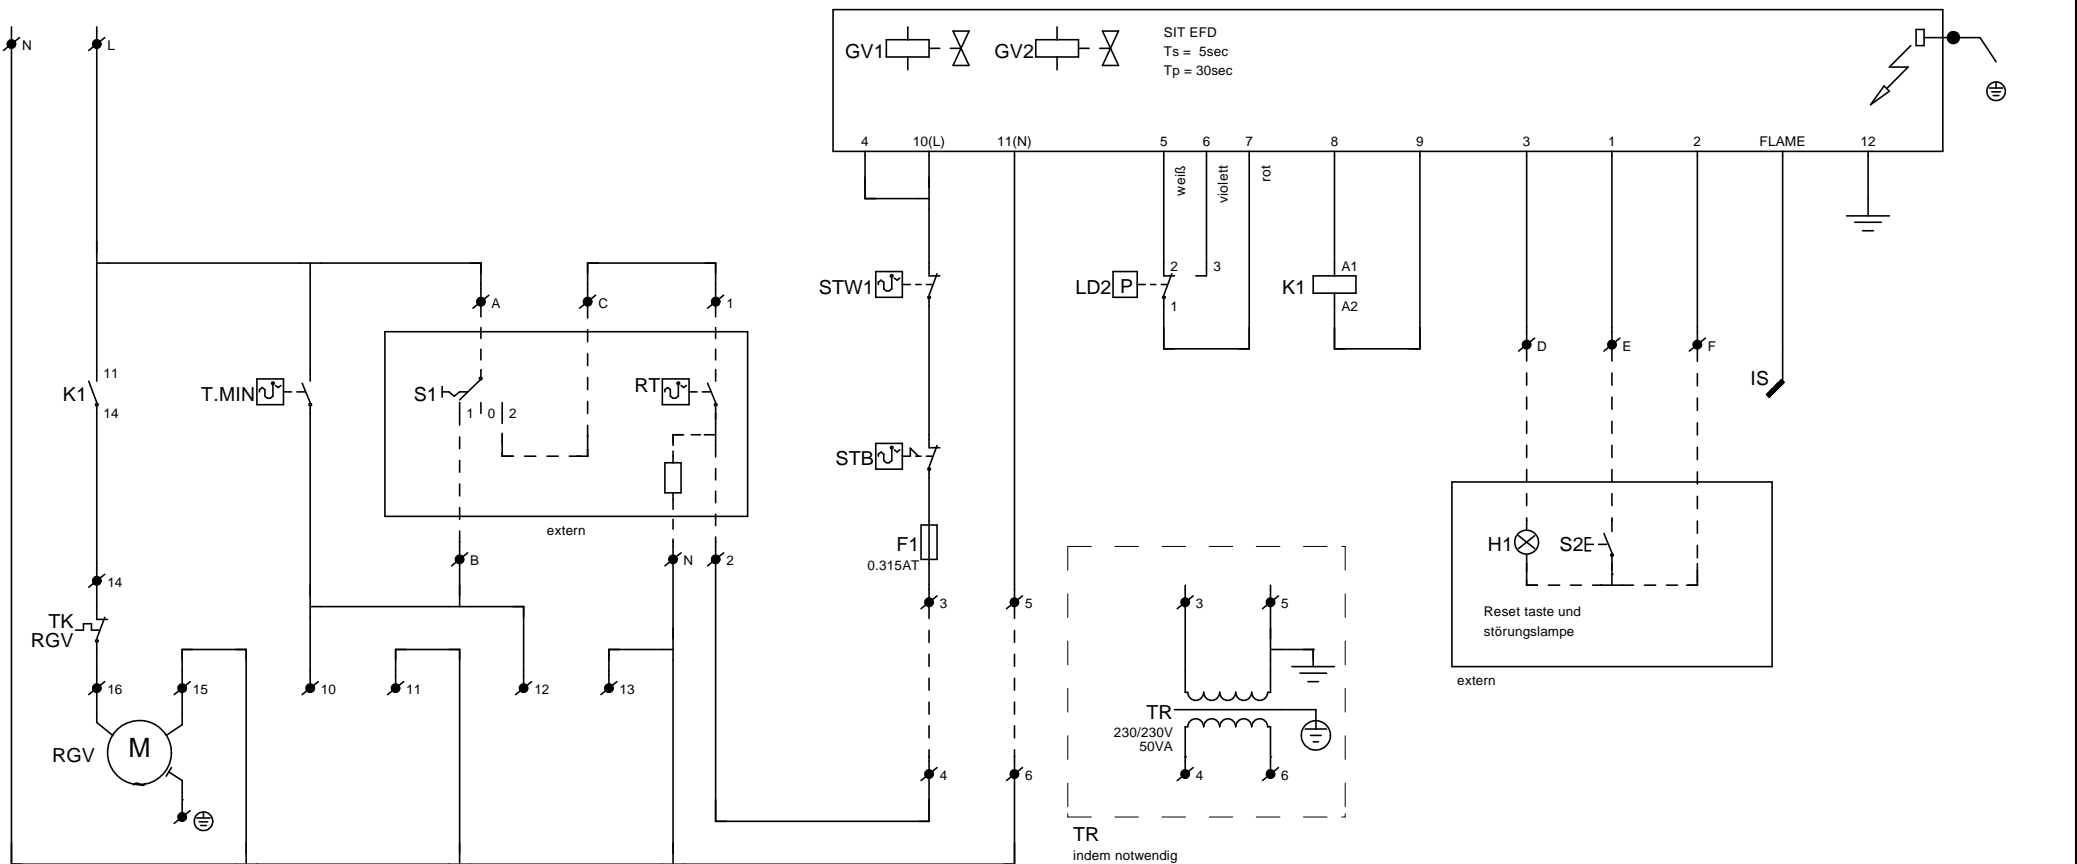 N
L
GV1
GV2
SIT EFD
Ts = 5sec
Tp = 30sec
4
10(L)
11(N)
5
6
7
8
9
3
1
2
FLAME
12
weiß
violett
rot
A
C
1
STW1
LD2
P
2
3
1
K1
A1
A2
D
E
F
K1
11
14
T.MIN
S1
1
0
2
RT
IS
STB
extern
B
N
2
F1
0.315AT
H1
S2
14
TK
RGV
3
5
3
5
Reset taste und
störungslampe
extern
16
15
10
11
12
13
RGV
M
TR
230/230V
50VA
4
6
4
6
TR
indem notwendig